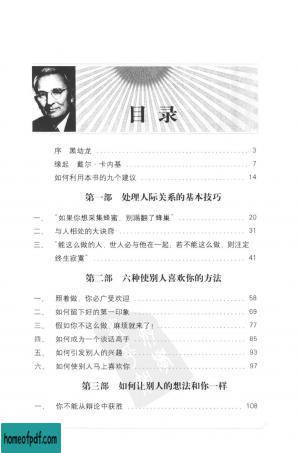 目录
序 黑幼龙 3
缘起 戴尔·卡内基 7
如何利用本书的九个建议 14
第一部 处理人际关系的基本技巧
一、 “如果你想采集蜂蜜，别踢翻了蜂巢” 20
二、 与人相处的大诀窍 31
三、 “能这么做的人，世人必与他在一起；若不能这么做，则注定
终生寂寞” 41
第二部 六种使别人喜欢你的方法
一、 照着做，你必广受欢迎 58
二、 如何留下好的第一印象 69
三、 假如你不这么做，麻烦就来了！ 77
四、 如何成为一个谈话高手 85
五、 如何引发别人的兴趣 93
六、 如何使别人马上喜欢你 97
第三部 如何让别人的想法和你一样
一、 你不能从辩论中获胜 108
homeofpdf.com